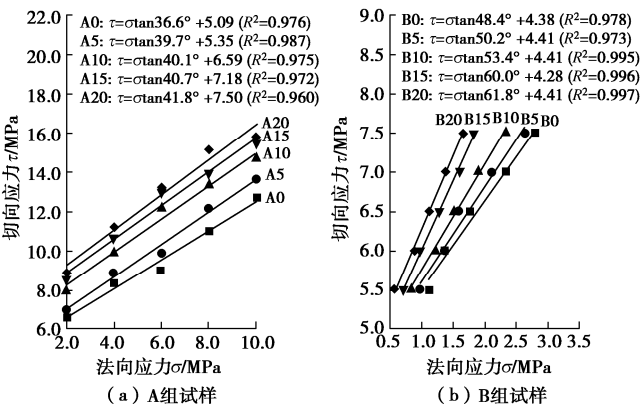 A0: τ=σtan36.6° +5.09 (R²=0.976)
A5: τ=σtan39.7° +5.35 (R²=0.987)
A10: τ=σtan40.1° +6.59 (R²=0.975)
A15: τ=σtan40.7° +7.18 (R²=0.972)
A20: τ=σtan41.8° +7.50 (R²=0.960)
22.0
20.0
18.0
16.0
14.0
12.0
10.0
8.0
6.0
切向应力τ/MPa
A20
A15
A10
A5
A0
2.0 4.0 6.0 8.0 10.0
法向应力σ/MPa
(a) A组试样
B0: τ=σtan48.4° +4.38 (R²=0.978)
B5: τ=σtan50.2° +4.41 (R²=0.973)
B10: τ=σtan53.4° +4.41 (R²=0.995)
B15: τ=σtan60.0° +4.28 (R²=0.996)
B20: τ=σtan61.8° +4.41 (R²=0.997)
9.0
8.5
8.0
7.5
7.0
6.5
6.0
5.5
5.0
切向应力τ/MPa
B20 B15 B10 B5 B0
0.5 1.0 1.5 2.0 2.5 3.0 3.5
法向应力σ/MPa
(b) B组试样